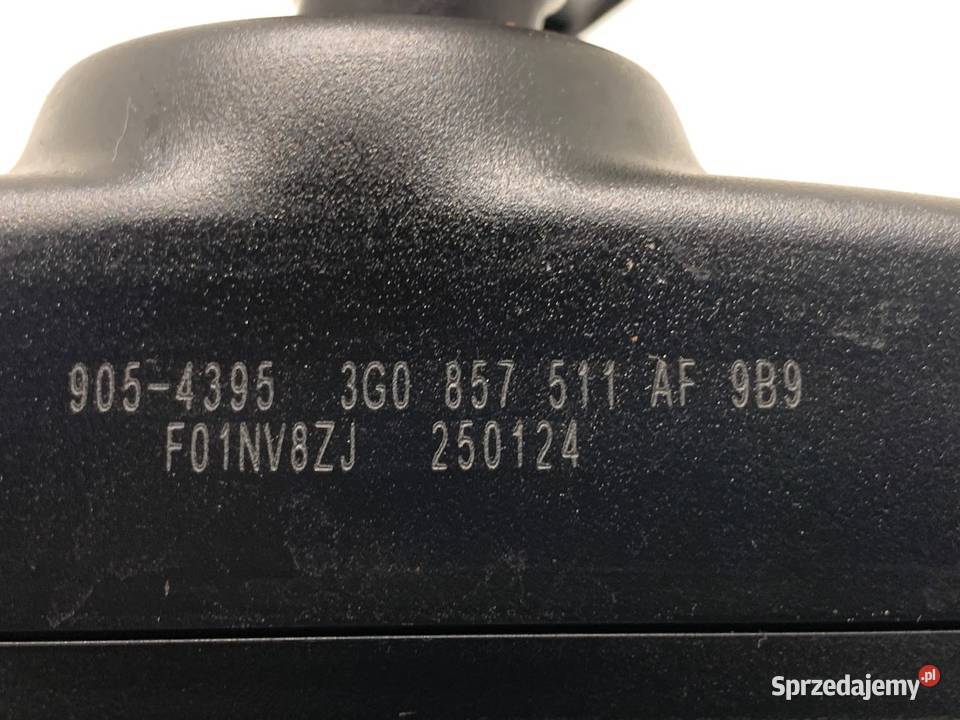 905-4395 3G0 857 511 AF 9B9
F01NV8ZJ 250124
Sprzedajemy.pl